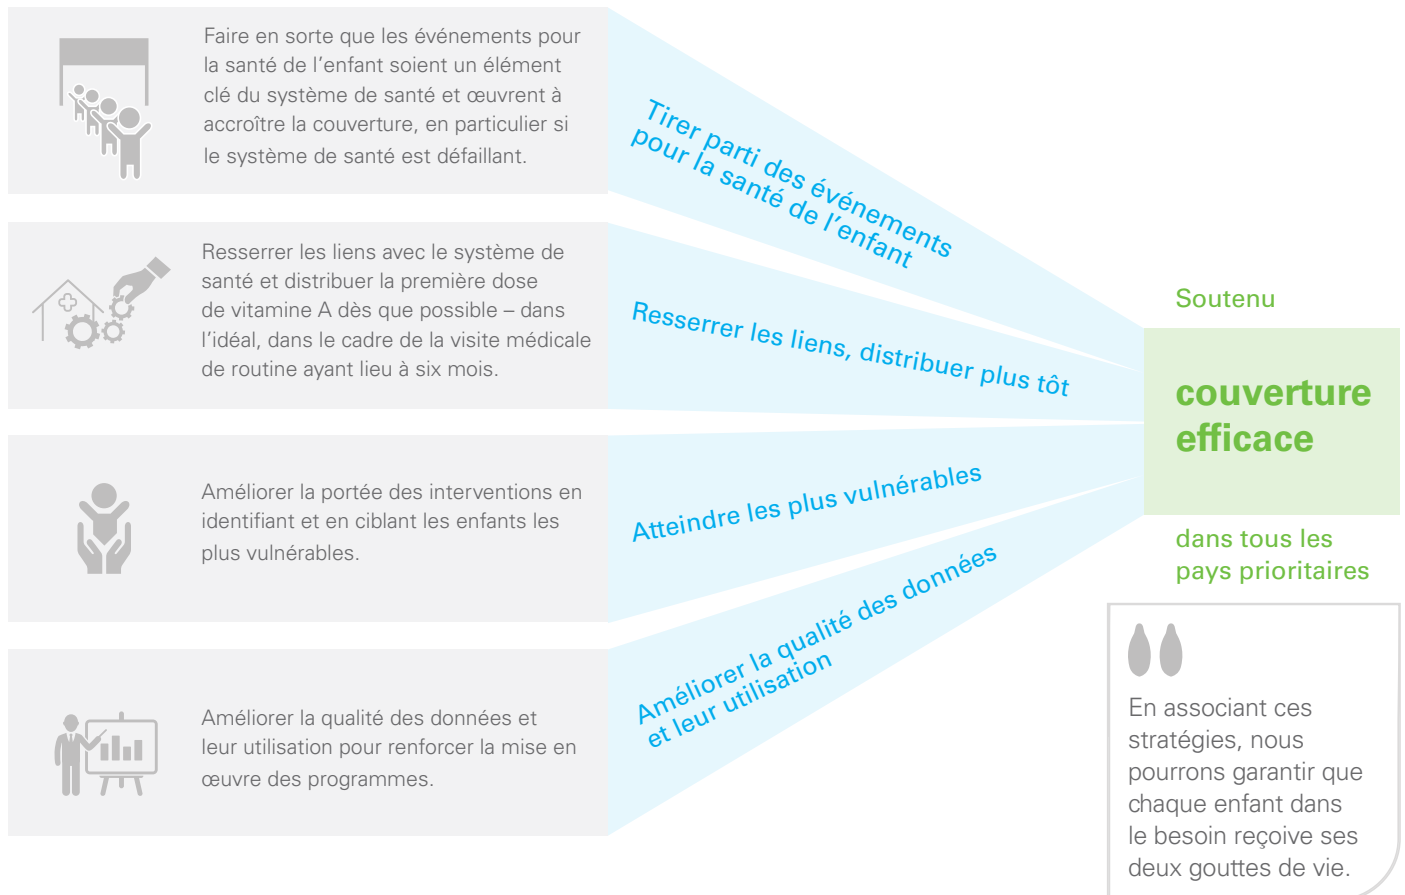 Faire en sorte que les événements pour
la santé de l’enfant soient un élément
clé du système de santé et œuvrent à
accroître la couverture, en particulier si
le système de santé est défaillant.
Tirer parti des événements
pour la santé de l’enfant
Resserrer les liens avec le système de
santé et distribuer la première dose
de vitamine A dès que possible – dans
l’idéal, dans le cadre de la visite médicale
de routine ayant lieu à six mois.
Resserrer les liens, distribuer plus tôt
Améliorer la portée des interventions en
identifiant et en ciblant les enfants les
plus vulnérables.
Atteindre les plus vulnérables
Améliorer la qualité des données et
leur utilisation pour renforcer la mise en
œuvre des programmes.
Améliorer la qualité des données
et leur utilisation
Soutenu
couverture
efficace
dans tous les
pays prioritaires
En associant ces
stratégies, nous
pourrons garantir que
chaque enfant dans
le besoin reçoive ses
deux gouttes de vie.